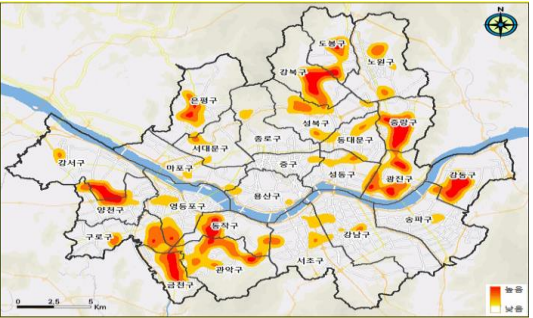 N
도봉구
노원구
강북구
은평구
성북구
중랑구
서대문구
종로구
동대문구
강서구
마포구
중구
성동구
광진구
강동구
양천구
영등포구
용산구
송파구
구로구
동작구
강남구
관악구
서초구
금천구
높음
낮음
0 2.5 5
Km